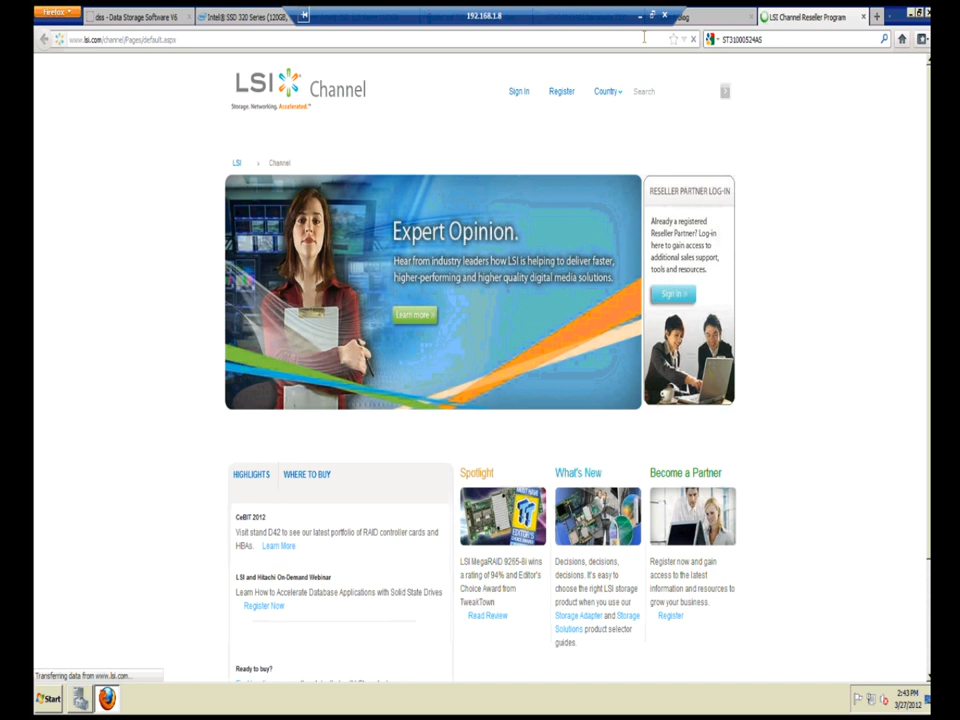 Firefox
dss - Data Storage Software V6
Intel® SSD 320 Series (120GB,
192.168.1.8
olog
LSI Channel Reseller Program
www.lsi.com/channel/Pages/default.aspx
ST31000524AS
LSI Channel
Storage. Networking. Accelerated.™
Sign In
Register
Country
Search
LSI
Channel
Expert Opinion.
Hear from industry leaders how LSI is helping to deliver faster,
higher-performing and higher quality digital media solutions.
Learn more »
RESELLER PARTNER LOG-IN
Already a registered
Reseller Partner? Log-in
here to gain access to
additional sales support,
tools and resources.
Sign in »
HIGHLIGHTS
WHERE TO BUY
CeBIT 2012
Visit stand D42 to see our latest portfolio of RAID controller cards and
HBAs. Learn More
LSI and Hitachi On-Demand Webinar
Learn How to Accelerate Database Applications with Solid State Drives
Register Now
Ready to buy?
Spotlight
EDITOR'S
LSI MegaRAID 9265-8i wins
a rating of 94% and Editor's
Choice Award from
TweakTown
Read Review
What's New
Decisions, decisions,
decisions. It's easy to
choose the right LSI storage
product when you use our
Storage Adapter and Storage
Solutions product selector
guides.
Become a Partner
Register now and gain
access to the latest
information and resources to
grow your business.
Register
Transferring data from www.lsi.com...
Start
2:43 PM
3/27/2012